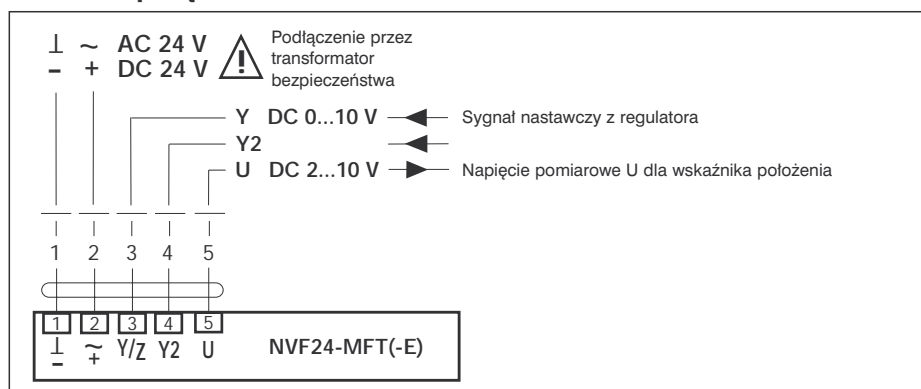 ⊥ ~ AC 24 V
– + DC 24 V
Podłączenie przez
transformator
bezpieczeństwa
Y DC 0...10 V
Sygnał nastawczy z regulatora
Y2
U DC 2...10 V
Napięcie pomiarowe U dla wskaźnika położenia
1 2 3 4 5
1 2 3 4 5
⊥ ~ Y/Z Y2 U
– +
NVF24-MFT(-E)